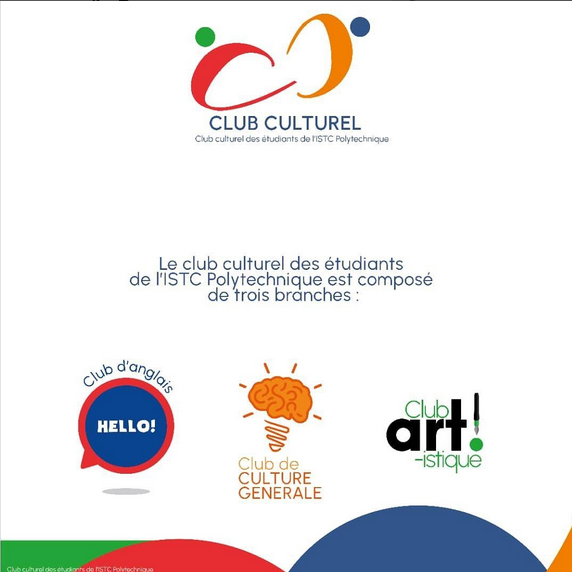 CLUB CULTUREL
Club culturel des étudiants de l'ISTC Polytechnique
Le club culturel des étudiants
de l'ISTC Polytechnique est composé
de trois branches :
Club d'anglais
HELLO!
Club de
CULTURE
GENERALE
Club
art!
-istique
Club culturel des étudiants de l'ISTC Polytechnique